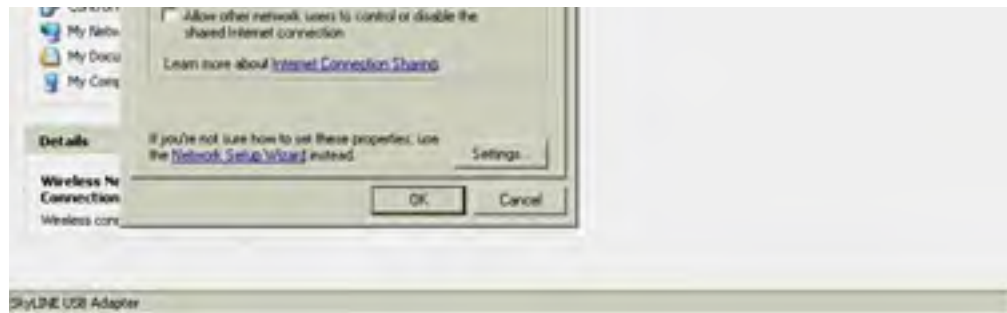 My Netw
My Docu
My Comp
Allow other network users to control or disable the
shared Internet connection
Learn more about Internet Connection Sharing.
Details
Wireless Ne
Connection
Wireless conn
If you're not sure how to set these properties, use
the Network Setup Wizard instead.
Settings...
OK
Cancel
SkyLINE USB Adapter